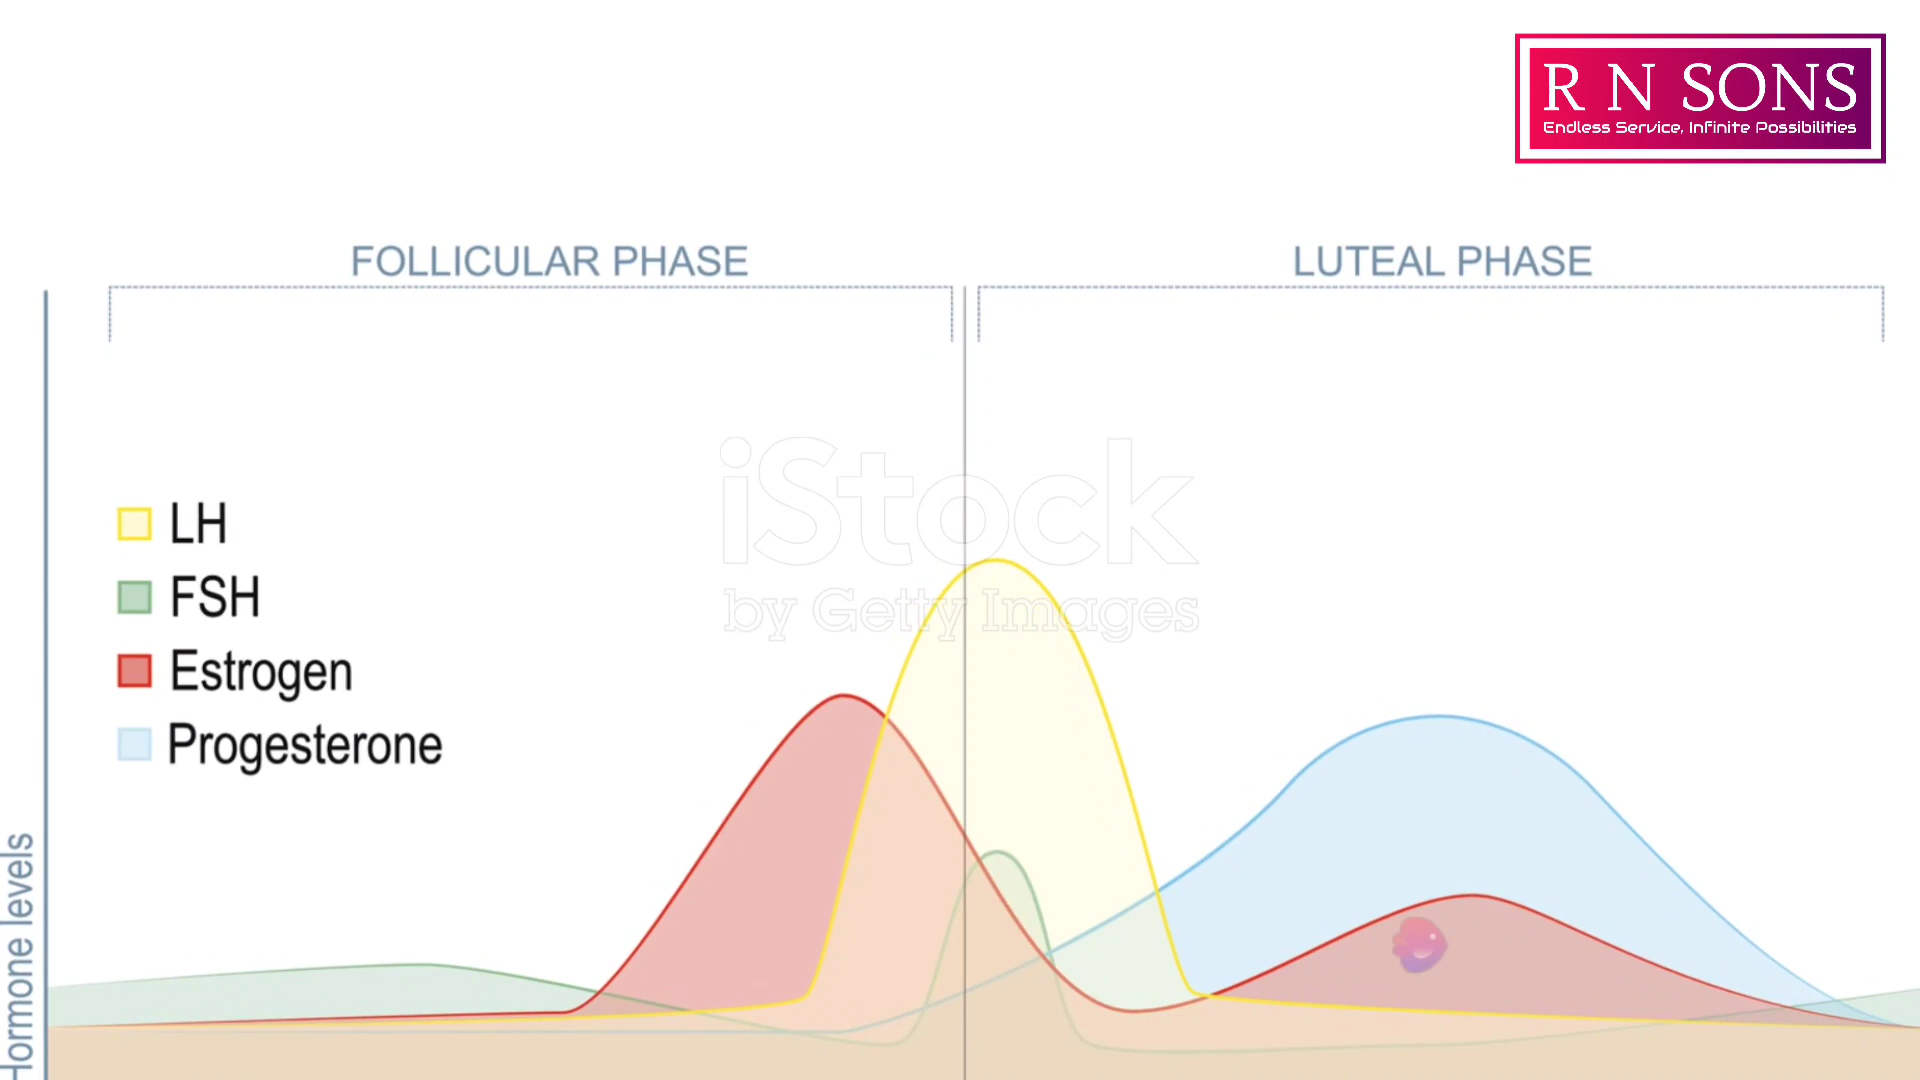 R N SONS
Endless Service, Infinite Possibilities
FOLLICULAR PHASE
LUTEAL PHASE
iStock
by Getty Images
LH
FSH
Estrogen
Progesterone
Hormone levels